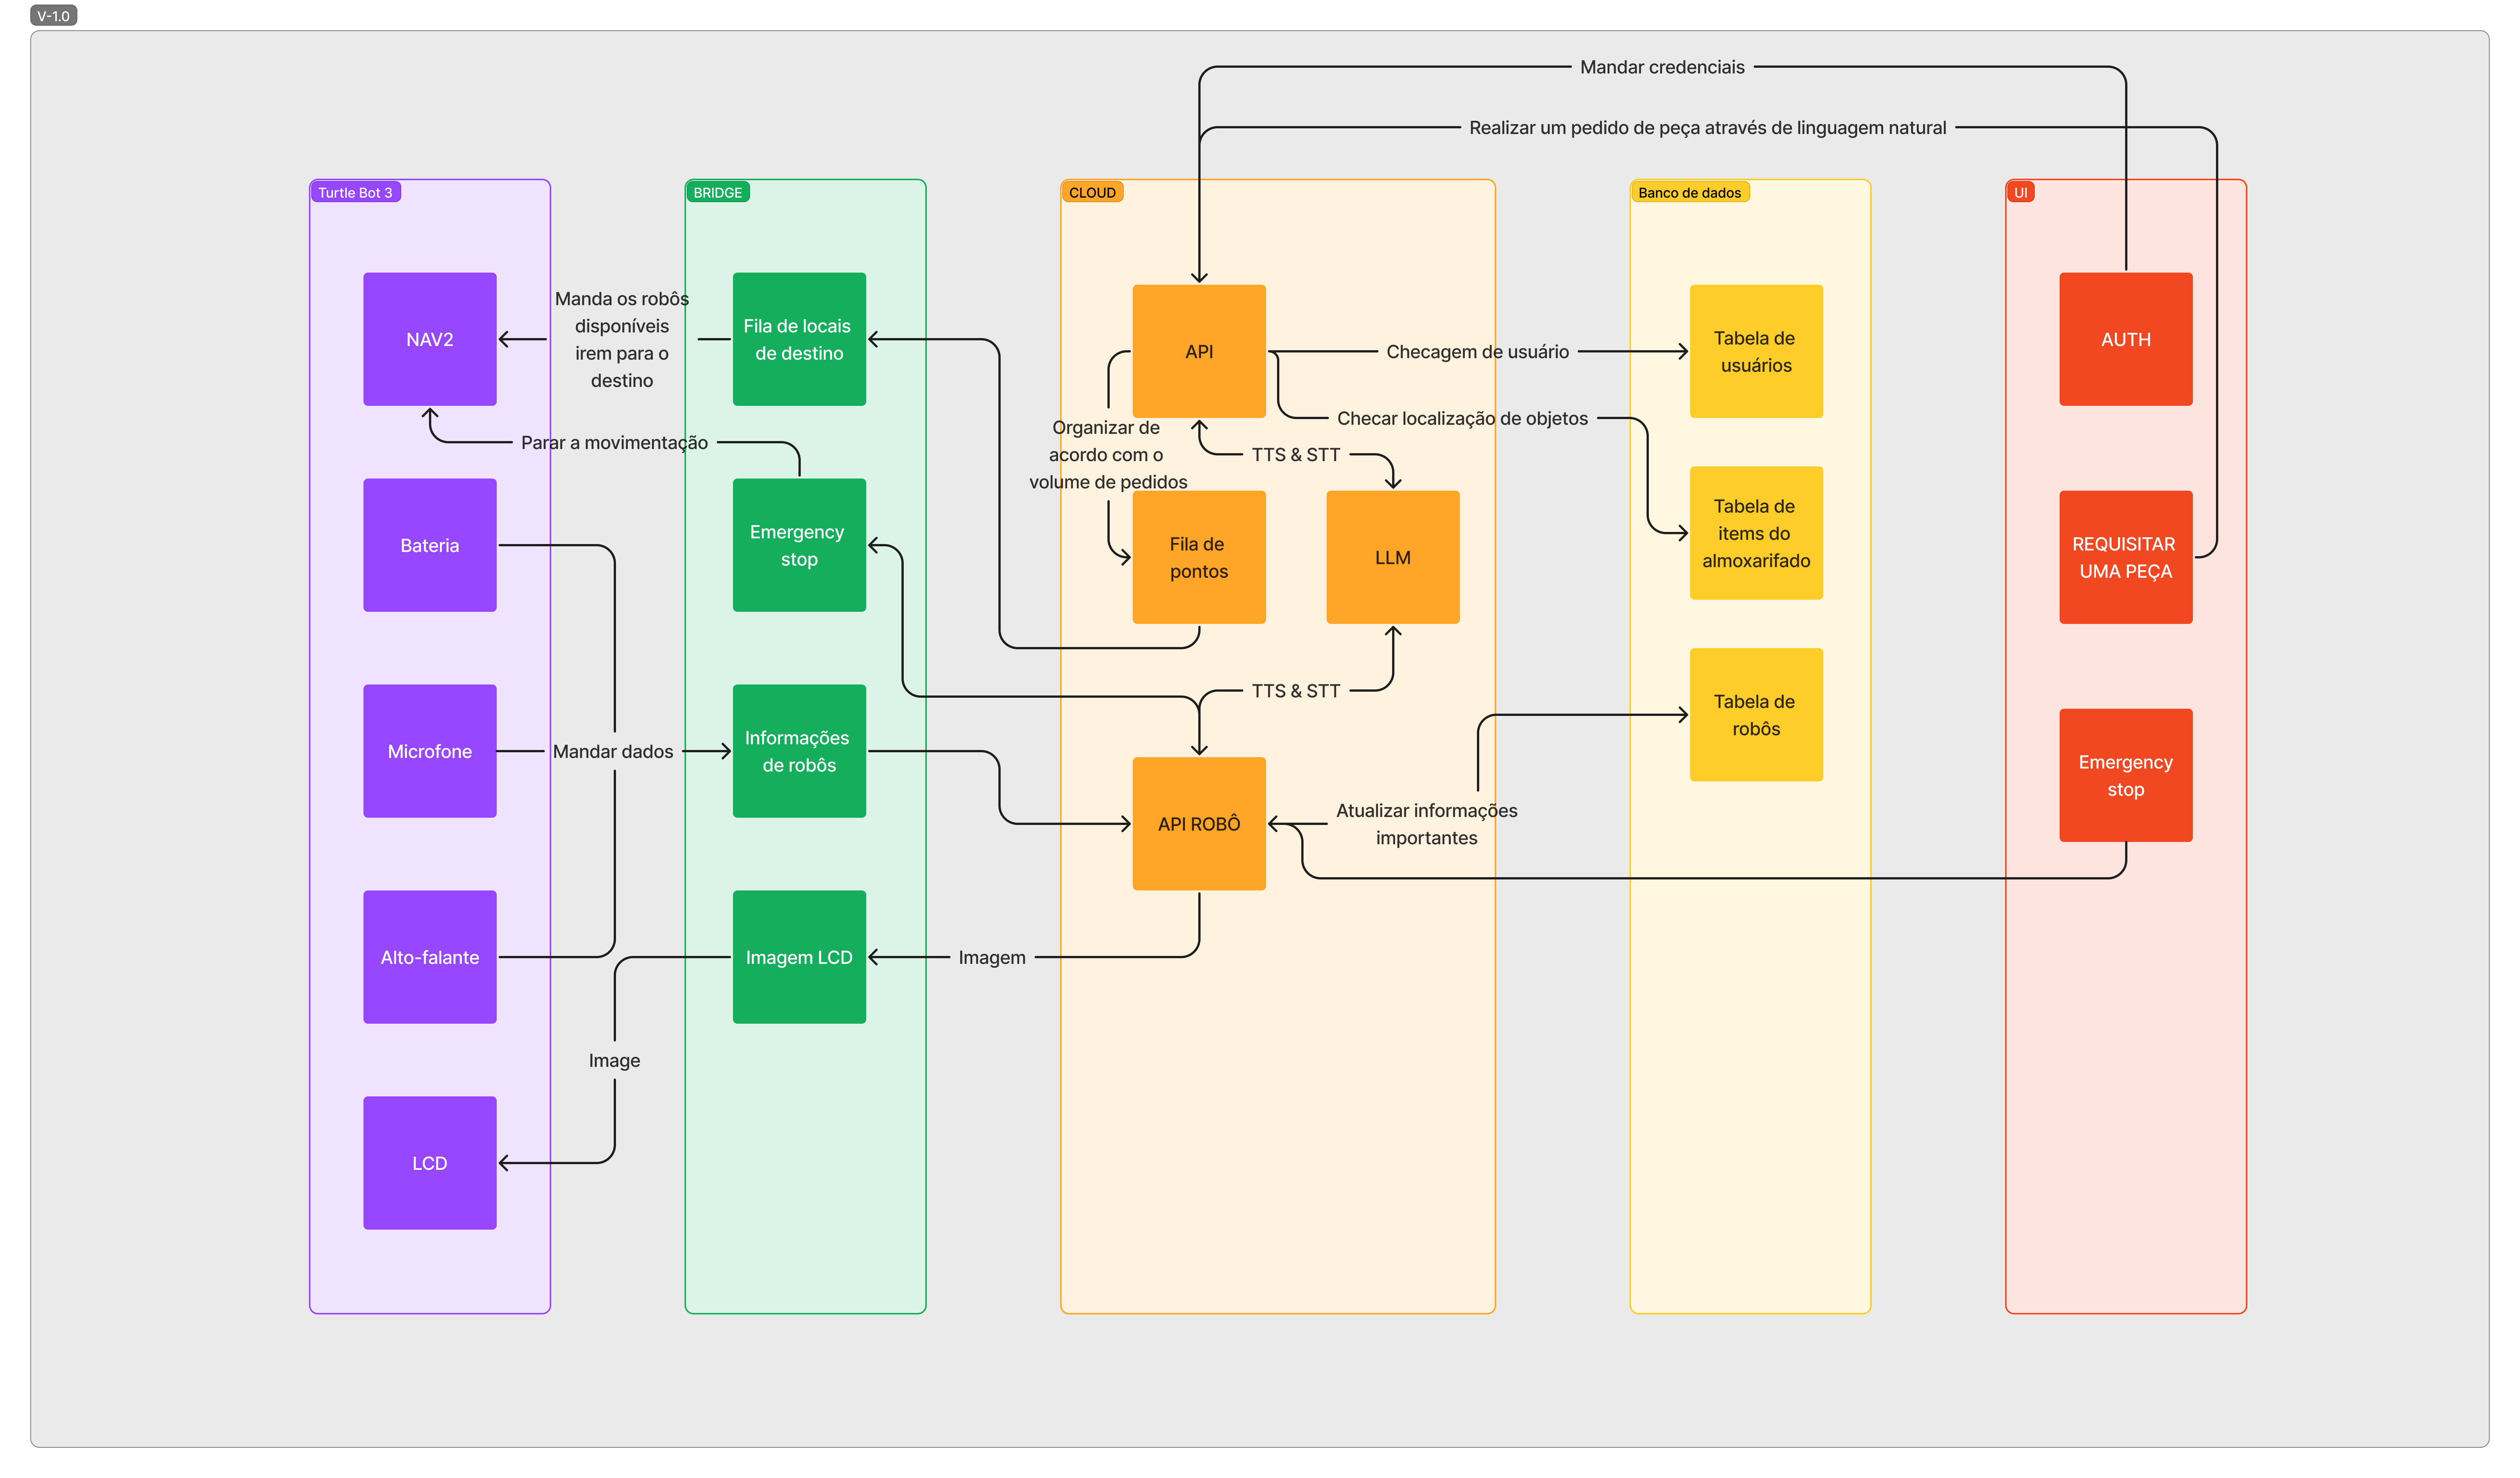 V-1.0
Mandar credenciais
Realizar um pedido de peça através de linguagem natural
Turtle Bot 3
BRIDGE
CLOUD
Banco de dados
UI
NAV2
Manda os robôs
disponíveis
irem para o
destino
Fila de locais
de destino
API
Checagem de usuário
Tabela de
usuários
AUTH
Parar a movimentação
Organizar de
acordo com o
volume de pedidos
Checar localização de objetos
TTS & STT
Bateria
Emergency
stop
Fila de
pontos
LLM
Tabela de
items do
almoxarifado
REQUISITAR
UMA PEÇA
TTS & STT
Microfone
Mandar dados
Informações
de robôs
Tabela de
robôs
Emergency
stop
API ROBÔ
Atualizar informações
importantes
Alto-falante
Imagem LCD
Imagem
Image
LCD